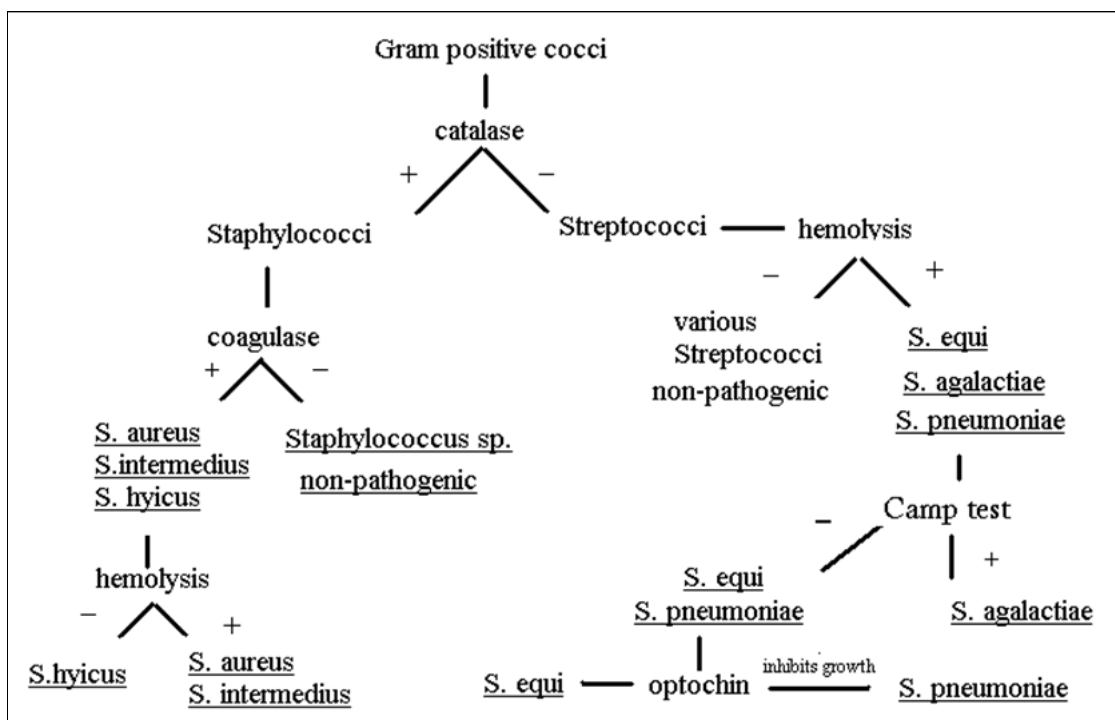 Gram positive cocci
catalase
+ –
Staphylococci
Streptococci
hemolysis
– +
coagulase
+ –
various
Streptococci
non-pathogenic
S. equi
S. agalactiae
S. pneumoniae
S. aureus
S.intermedius
S. hyicus
Staphylococcus sp.
non-pathogenic
Camp test
– +
hemolysis
– +
S. equi
S. pneumoniae
S. agalactiae
S.hyicus
S. aureus
S. intermedius
S. equi
optochin
inhibits growth
S. pneumoniae